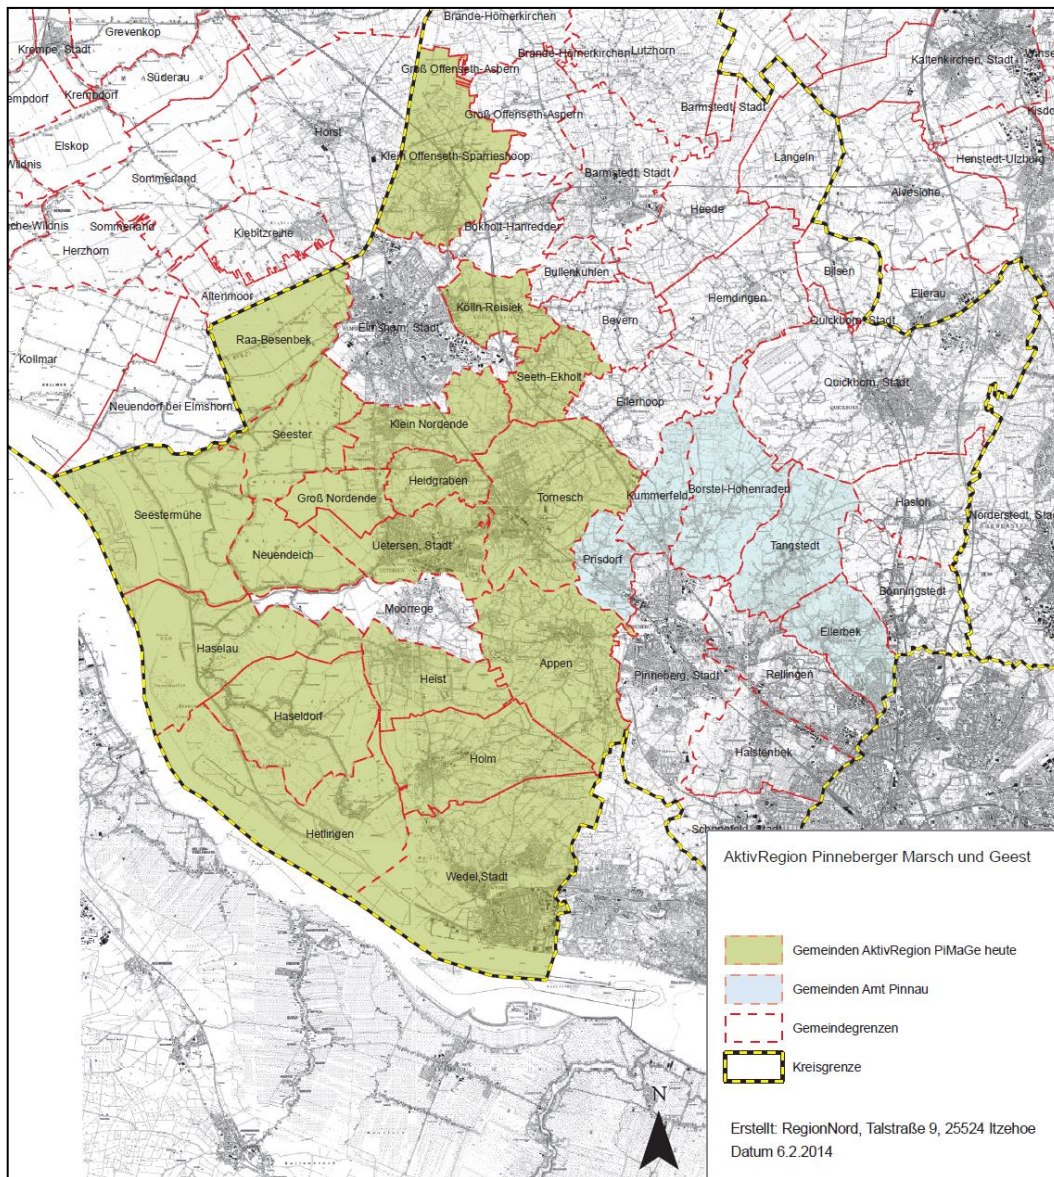 Brande-Hörnerkirchen
Grevenkop
Krempe, Stadt
Brande-Hörnerkirchen
Lutzhorn
Kaltenkirchen, Stadt
Groß Offenseth-Aspern
Süderau
Krempdorf
Groß Offenseth-Aspern
Barmstedt, Stadt
Horst
Elskop
Klein Offenseth-Sparrieshoop
Langeln
Henstedt-Ulzburg
Wildnis
Sommerland
Barmstedt, Stadt
Alveslohe
Heede
Sommerland
Kiebitzreihe
Bokholt-Hanredder
Herzhorn
Bullenkuhlen
Bilsen
Altenmoor
Kölln-Reisiek
Hemdingen
Ellerau
Bevern
Quickborn, Stadt
Elmshorn, Stadt
Raa-Besenbek
Kollmar
Seeth-Ekholt
Quickborn, Stadt
Neuendorf bei Elmshorn
Ellerhoop
Klein Nordende
Seester
Heidgraben
Borstel-Hohenraden
Groß Nordende
Tornesch
Kummerfeld
Hasloh
Seestermühe
Norderstedt, Stadt
Uetersen, Stadt
Tangstedt
Neuendeich
Prisdorf
Bönningstedt
Moorrege
Ellerbek
Haselau
Appen
Heist
Pinneberg, Stadt
Rellingen
Haseldorf
Holm
Halstenbek
Hetlingen
Schenefeld, Stadt
Wedel,Stadt
AktivRegion Pinneberger Marsch und Geest
Gemeinden AktivRegion PiMaGe heute
Gemeinden Amt Pinnau
Gemeindegrenzen
Kreisgrenze
N
Erstellt: RegionNord, Talstraße 9, 25524 Itzehoe
Datum 6.2.2014